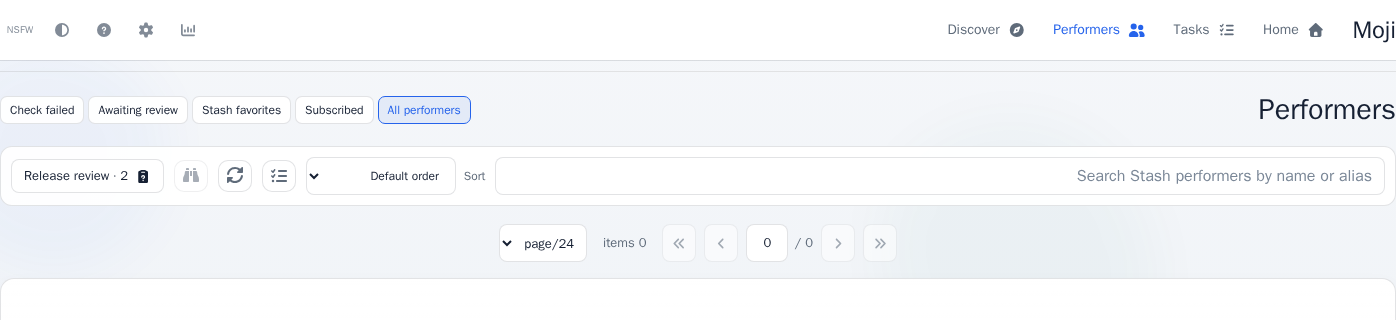 Moji Home Tasks Performers Discover NSFW
Performers
All performers Subscribed Stash favorites Awaiting review Check failed
Search Stash performers by name or alias Sort Default order Release review · 2
page/24 items 0 0 / 0